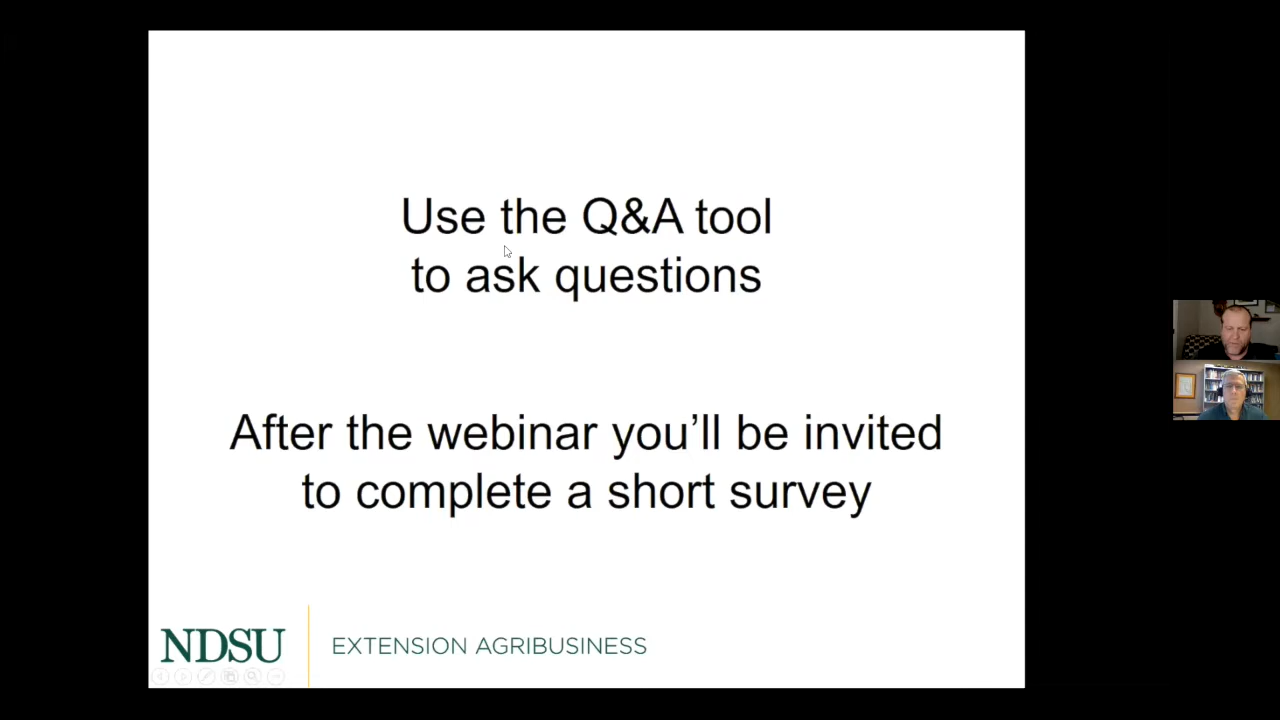 Use the Q&A tool
to ask questions
After the webinar you’ll be invited
to complete a short survey
NDSU
EXTENSION AGRIBUSINESS